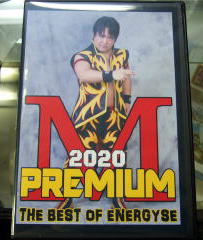 M
2020
PREMIUM
THE BEST OF ENERGYSE